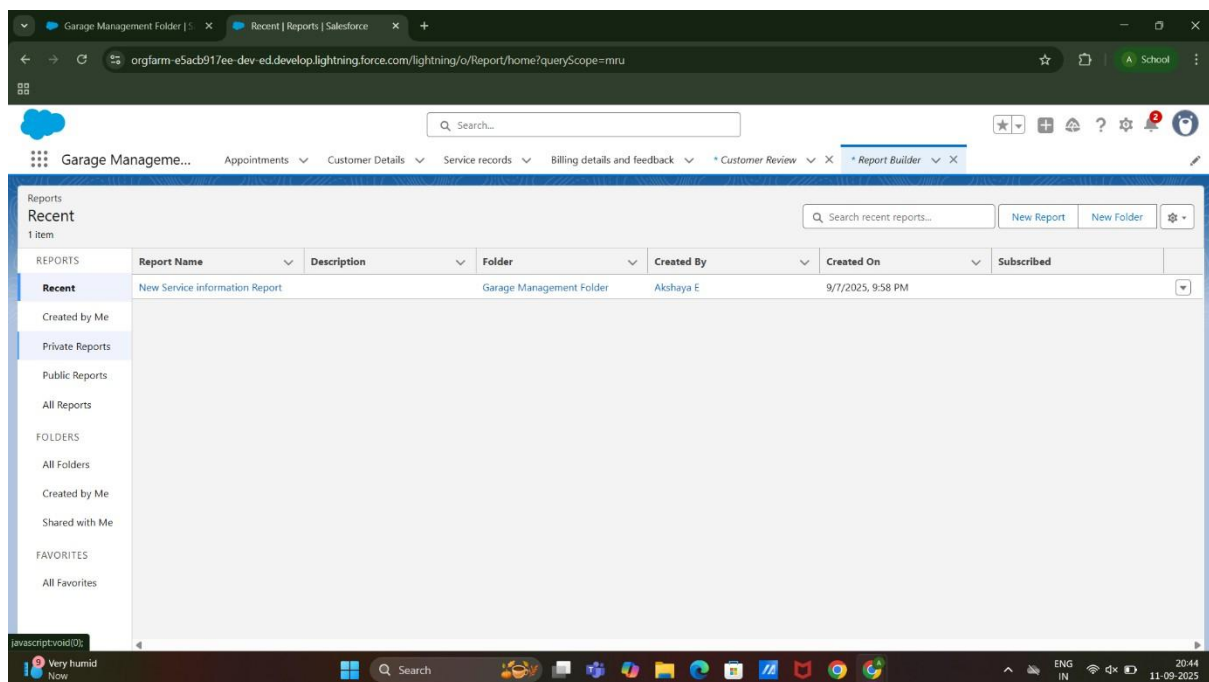 Garage Management Folder | S
Recent | Reports | Salesforce
orgfarm-e5acb917ee-dev-ed.develop.lightning.force.com/lightning/o/Report/home?queryScope=mru
A School
Search...
2
Garage Manageme...
Appointments
Customer Details
Service records
Billing details and feedback
* Customer Review
* Report Builder
Reports
Recent
1 item
Search recent reports...
New Report
New Folder
REPORTS
Report Name
Description
Folder
Created By
Created On
Subscribed
Recent
New Service information Report
Garage Management Folder
Akshaya E
9/7/2025, 9:58 PM
Created by Me
Private Reports
Public Reports
All Reports
FOLDERS
All Folders
Created by Me
Shared with Me
FAVORITES
All Favorites
javascript:void(0);
9
Very humid
Now
Search
ENG
IN
20:44
11-09-2025